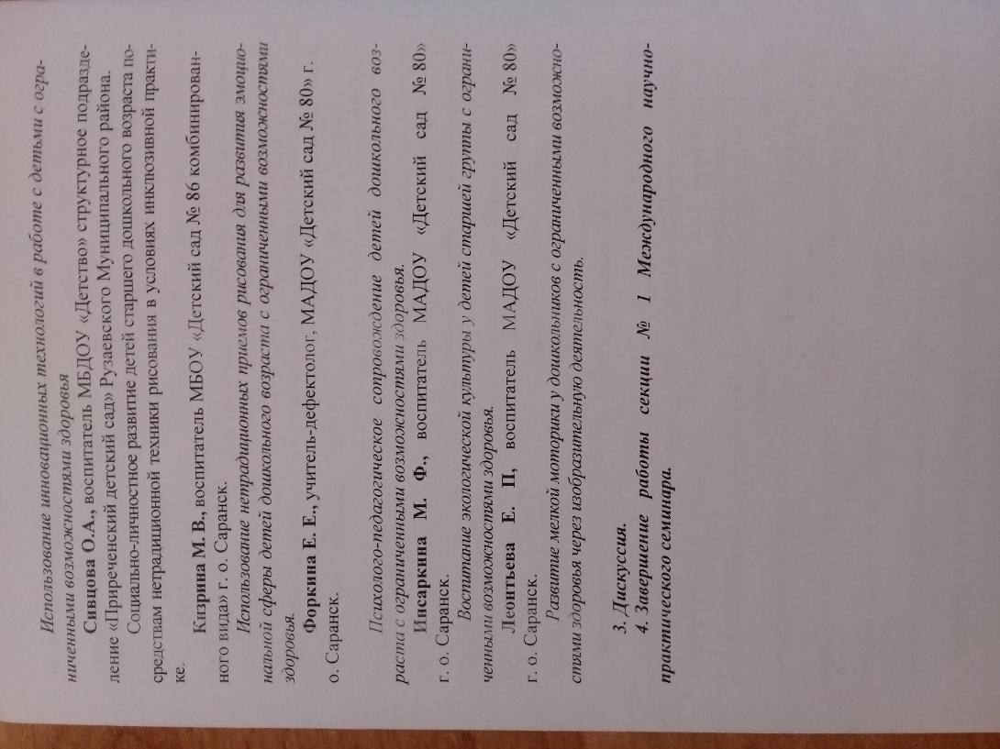 Использование инновационных технологий в работе с детьми с огра-
ниченными возможностями здоровья
Сивцова О.А., воспитатель МБДОУ «Детство» структурное подразде-
ление «Приреченский детский сад» Рузаевского Муниципального района.
Социально-личностное развитие детей старшего дошкольного возраста по-
средствам нетрадиционной техники рисования в условиях инклюзивной практи-
ке.
Кизрина М. В., воспитатель МБОУ «Детский сад № 86 комбинирован-
ного вида» г. о. Саранск.
Использование нетрадиционных приемов рисования для развития эмоцио-
нальной сферы детей дошкольного возраста с ограниченными возможностями
здоровья.
Форкина Е. Е., учитель-дефектолог, МАДОУ «Детский сад № 80» г.
о. Саранск.
Психолого-педагогическое сопровождение детей дошкольного воз-
раста с ограниченными возможностями здоровья.
Инсаркина М. Ф., воспитатель МАДОУ «Детский сад № 80»
г. о. Саранск.
Воспитание экологической культуры у детей старшей группы с ограни-
ченными возможностями здоровья.
Леонтьева Е. П, воспитатель МАДОУ «Детский сад № 80»
г. о. Саранск.
Развитие мелкой моторики у дошкольников с ограниченными возможно-
стями здоровья через изобразительную деятельность.
3. Дискуссия.
4. Завершение работы секции № 1 Международного научно-
практического семинара.